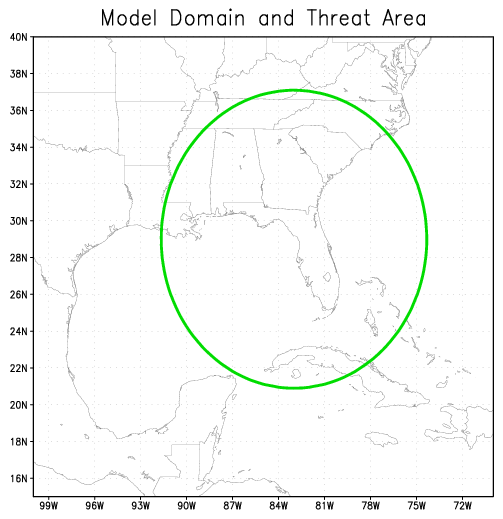 Model Domain and Threat Area
40N
38N
36N
34N
32N
30N
28N
26N
24N
22N
20N
18N
16N
99W 96W 93W 90W 87W 84W 81W 78W 75W 72W